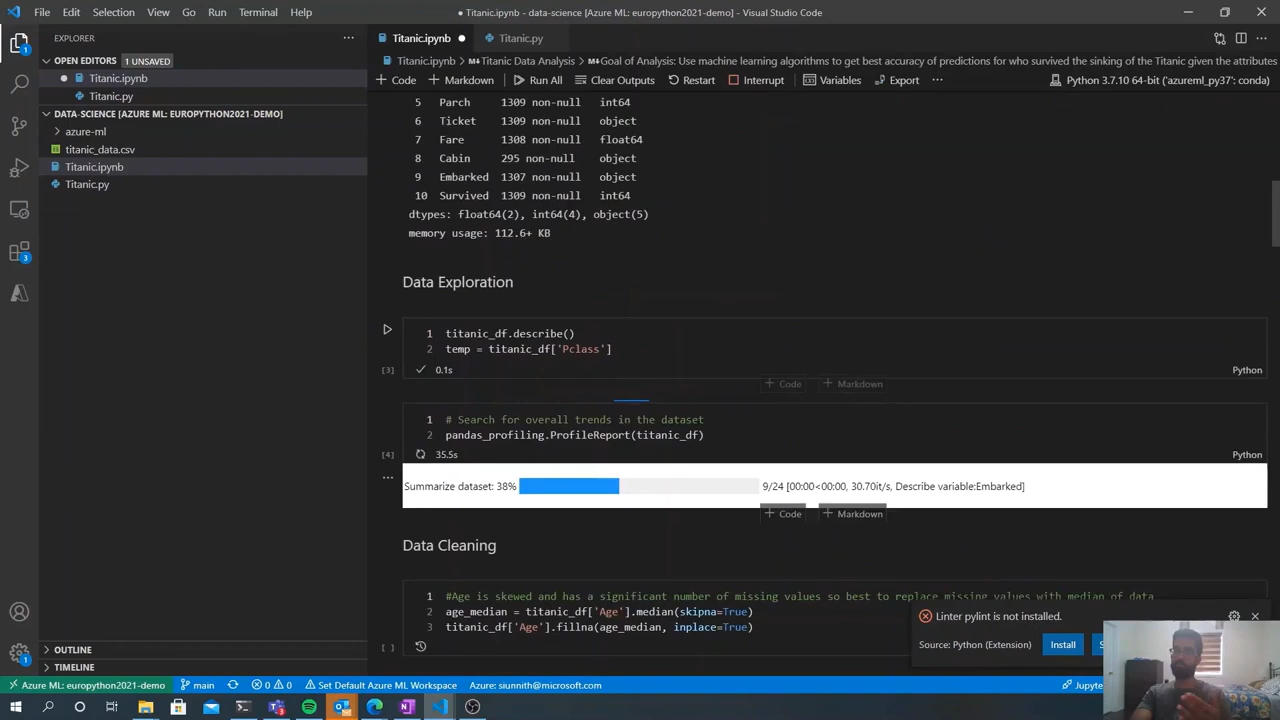 File Edit Selection View Go Run Terminal Help
● Titanic.ipynb - data-science [Azure ML: europython2021-demo] - Visual Studio Code
EXPLORER
OPEN EDITORS 1 UNSAVED
Titanic.ipynb
Titanic.py
DATA-SCIENCE [AZURE ML: EUROPYTHON2021-DEMO]
azure-ml
titanic_data.csv
Titanic.ipynb
Titanic.py
OUTLINE
TIMELINE
1
3
Titanic.ipynb Titanic.py
Titanic.ipynb > Titanic Data Analysis > Goal of Analysis: Use machine learning algorithms to get best accuracy of predictions for who survived the sinking of the Titanic given the attributes
+ Code + Markdown Run All Clear Outputs Restart Interrupt Variables Export ··· Python 3.7.10 64-bit ('azureml_py37': conda)
5 Parch 1309 non-null int64
6 Ticket 1309 non-null object
7 Fare 1308 non-null float64
8 Cabin 295 non-null object
9 Embarked 1307 non-null object
10 Survived 1309 non-null int64
dtypes: float64(2), int64(4), object(5)
memory usage: 112.6+ KB
Data Exploration
1 titanic_df.describe()
2 temp = titanic_df['Pclass']
[3] 0.1s Python
+ Code + Markdown
1 # Search for overall trends in the dataset
2 pandas_profiling.ProfileReport(titanic_df)
[4] 35.5s Python
Summarize dataset: 38% 9/24 [00:00<00:00, 30.70it/s, Describe variable:Embarked]
+ Code + Markdown
Data Cleaning
1 #Age is skewed and has a significant number of missing values so best to replace missing values with median of data
2 age_median = titanic_df['Age'].median(skipna=True)
3 titanic_df['Age'].fillna(age_median, inplace=True)
[ ]
Linter pylint is not installed.
Source: Python (Extension) Install
1
Azure ML: europython2021-demo main 0 0 Set Default Azure ML Workspace Azure: siunnith@microsoft.com Jupyte